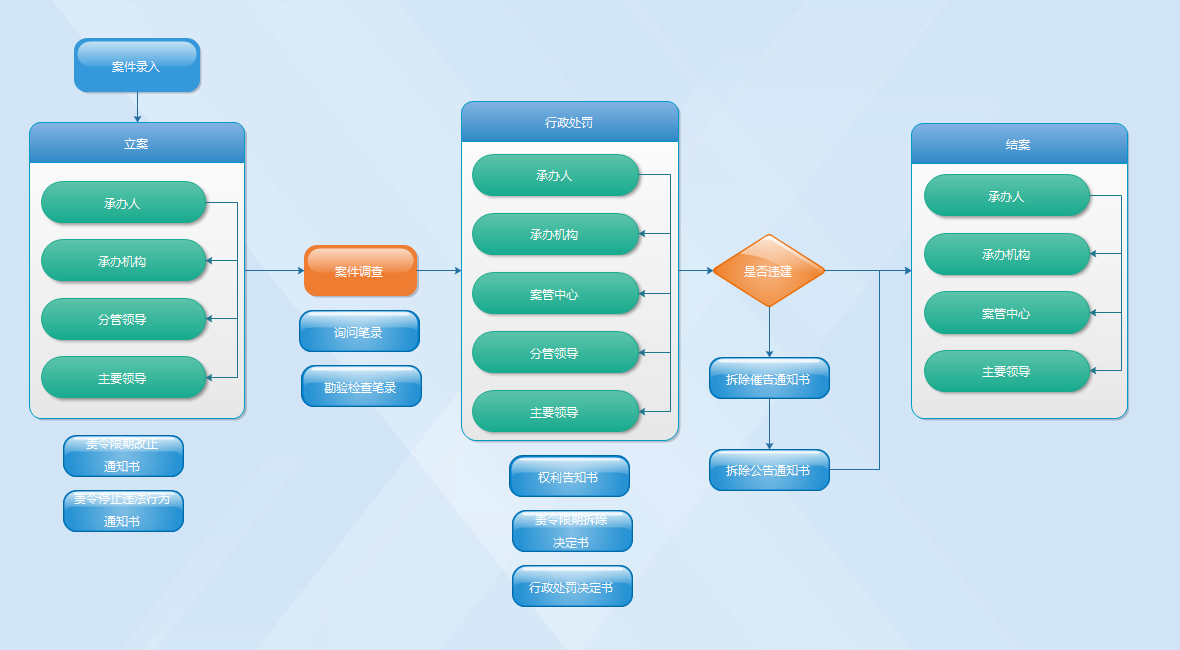 案件录入
立案
承办人
承办机构
分管领导
主要领导
责令限期改正
通知书
责令停止违法行为
通知书
案件调查
询问笔录
勘验检查笔录
行政处罚
承办人
承办机构
案管中心
分管领导
主要领导
权利告知书
责令限期拆除
决定书
行政处罚决定书
是否违建
拆除催告通知书
拆除公告通知书
结案
承办人
承办机构
案管中心
主要领导